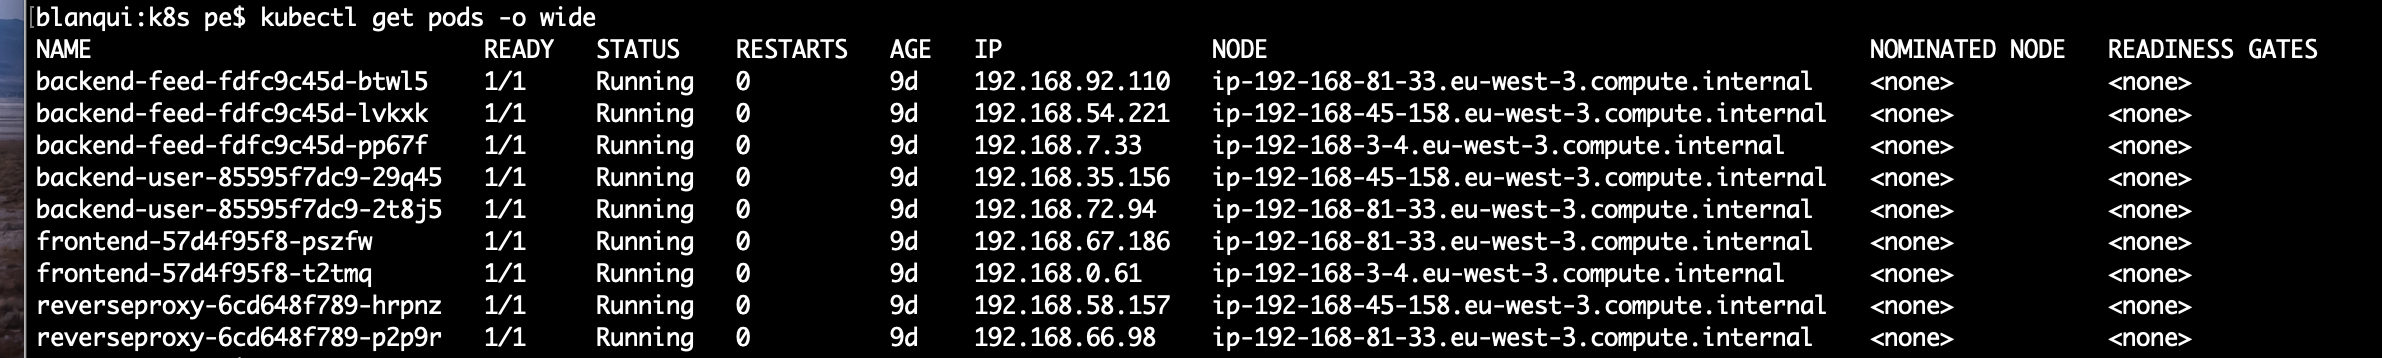 [blanqui:k8s pe$ kubectl get pods -o wide
NAME READY STATUS RESTARTS AGE IP NODE NOMINATED NODE READINESS GATES
backend-feed-fdfc9c45d-btwl5 1/1 Running 0 9d 192.168.92.110 ip-192-168-81-33.eu-west-3.compute.internal <none> <none>
backend-feed-fdfc9c45d-lvkxk 1/1 Running 0 9d 192.168.54.221 ip-192-168-45-158.eu-west-3.compute.internal <none> <none>
backend-feed-fdfc9c45d-pp67f 1/1 Running 0 9d 192.168.7.33 ip-192-168-3-4.eu-west-3.compute.internal <none> <none>
backend-user-85595f7dc9-29q45 1/1 Running 0 9d 192.168.35.156 ip-192-168-45-158.eu-west-3.compute.internal <none> <none>
backend-user-85595f7dc9-2t8j5 1/1 Running 0 9d 192.168.72.94 ip-192-168-81-33.eu-west-3.compute.internal <none> <none>
frontend-57d4f95f8-pszfw 1/1 Running 0 9d 192.168.67.186 ip-192-168-81-33.eu-west-3.compute.internal <none> <none>
frontend-57d4f95f8-t2tmq 1/1 Running 0 9d 192.168.0.61 ip-192-168-3-4.eu-west-3.compute.internal <none> <none>
reverseproxy-6cd648f789-hrpnz 1/1 Running 0 9d 192.168.58.157 ip-192-168-45-158.eu-west-3.compute.internal <none> <none>
reverseproxy-6cd648f789-p2p9r 1/1 Running 0 9d 192.168.66.98 ip-192-168-81-33.eu-west-3.compute.internal <none> <none>